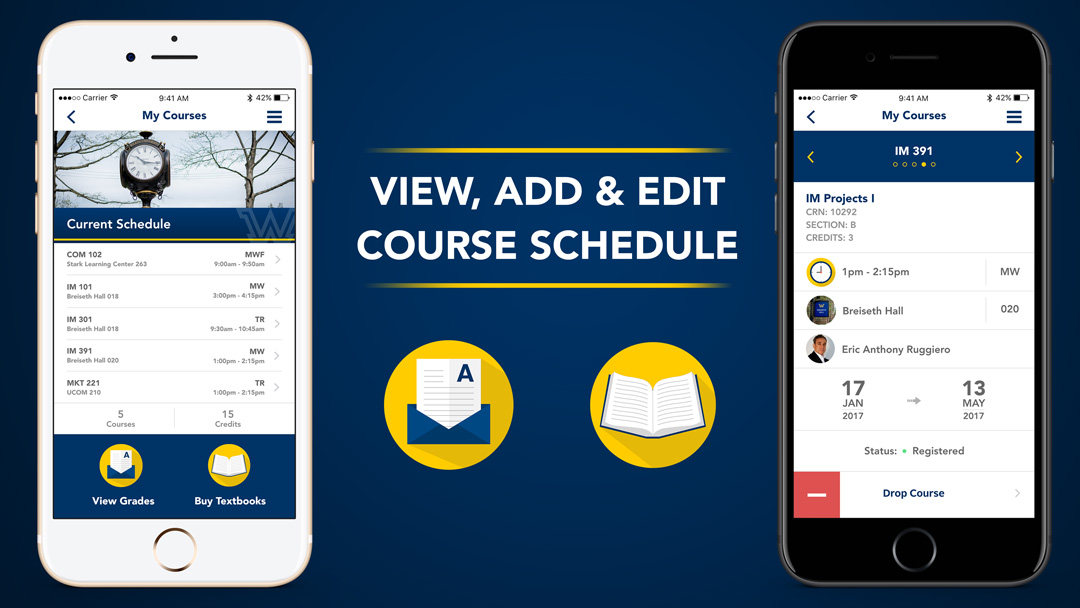 ●●●○○ Carrier 9:41 AM 42%
My Courses
Current Schedule
COM 102 MWF
Stark Learning Center 263 9:00am - 9:50am
IM 101 MW
Breiseth Hall 018 3:00pm - 4:15pm
IM 301 TR
Breiseth Hall 018 9:30am - 10:45am
IM 391 MW
Breiseth Hall 020 1:00pm - 2:15pm
MKT 221 TR
UCOM 210 1:00pm - 2:15pm
5 15
Courses Credits
A
View Grades Buy Textbooks
VIEW, ADD & EDIT
COURSE SCHEDULE
A
●●●○○ Carrier 9:41 AM 42%
My Courses
IM 391
IM Projects I
CRN: 10292
SECTION: B
CREDITS: 3
1pm - 2:15pm MW
Breiseth Hall 020
Eric Anthony Ruggiero
17 13
JAN MAY
2017 2017
Status: Registered
Drop Course